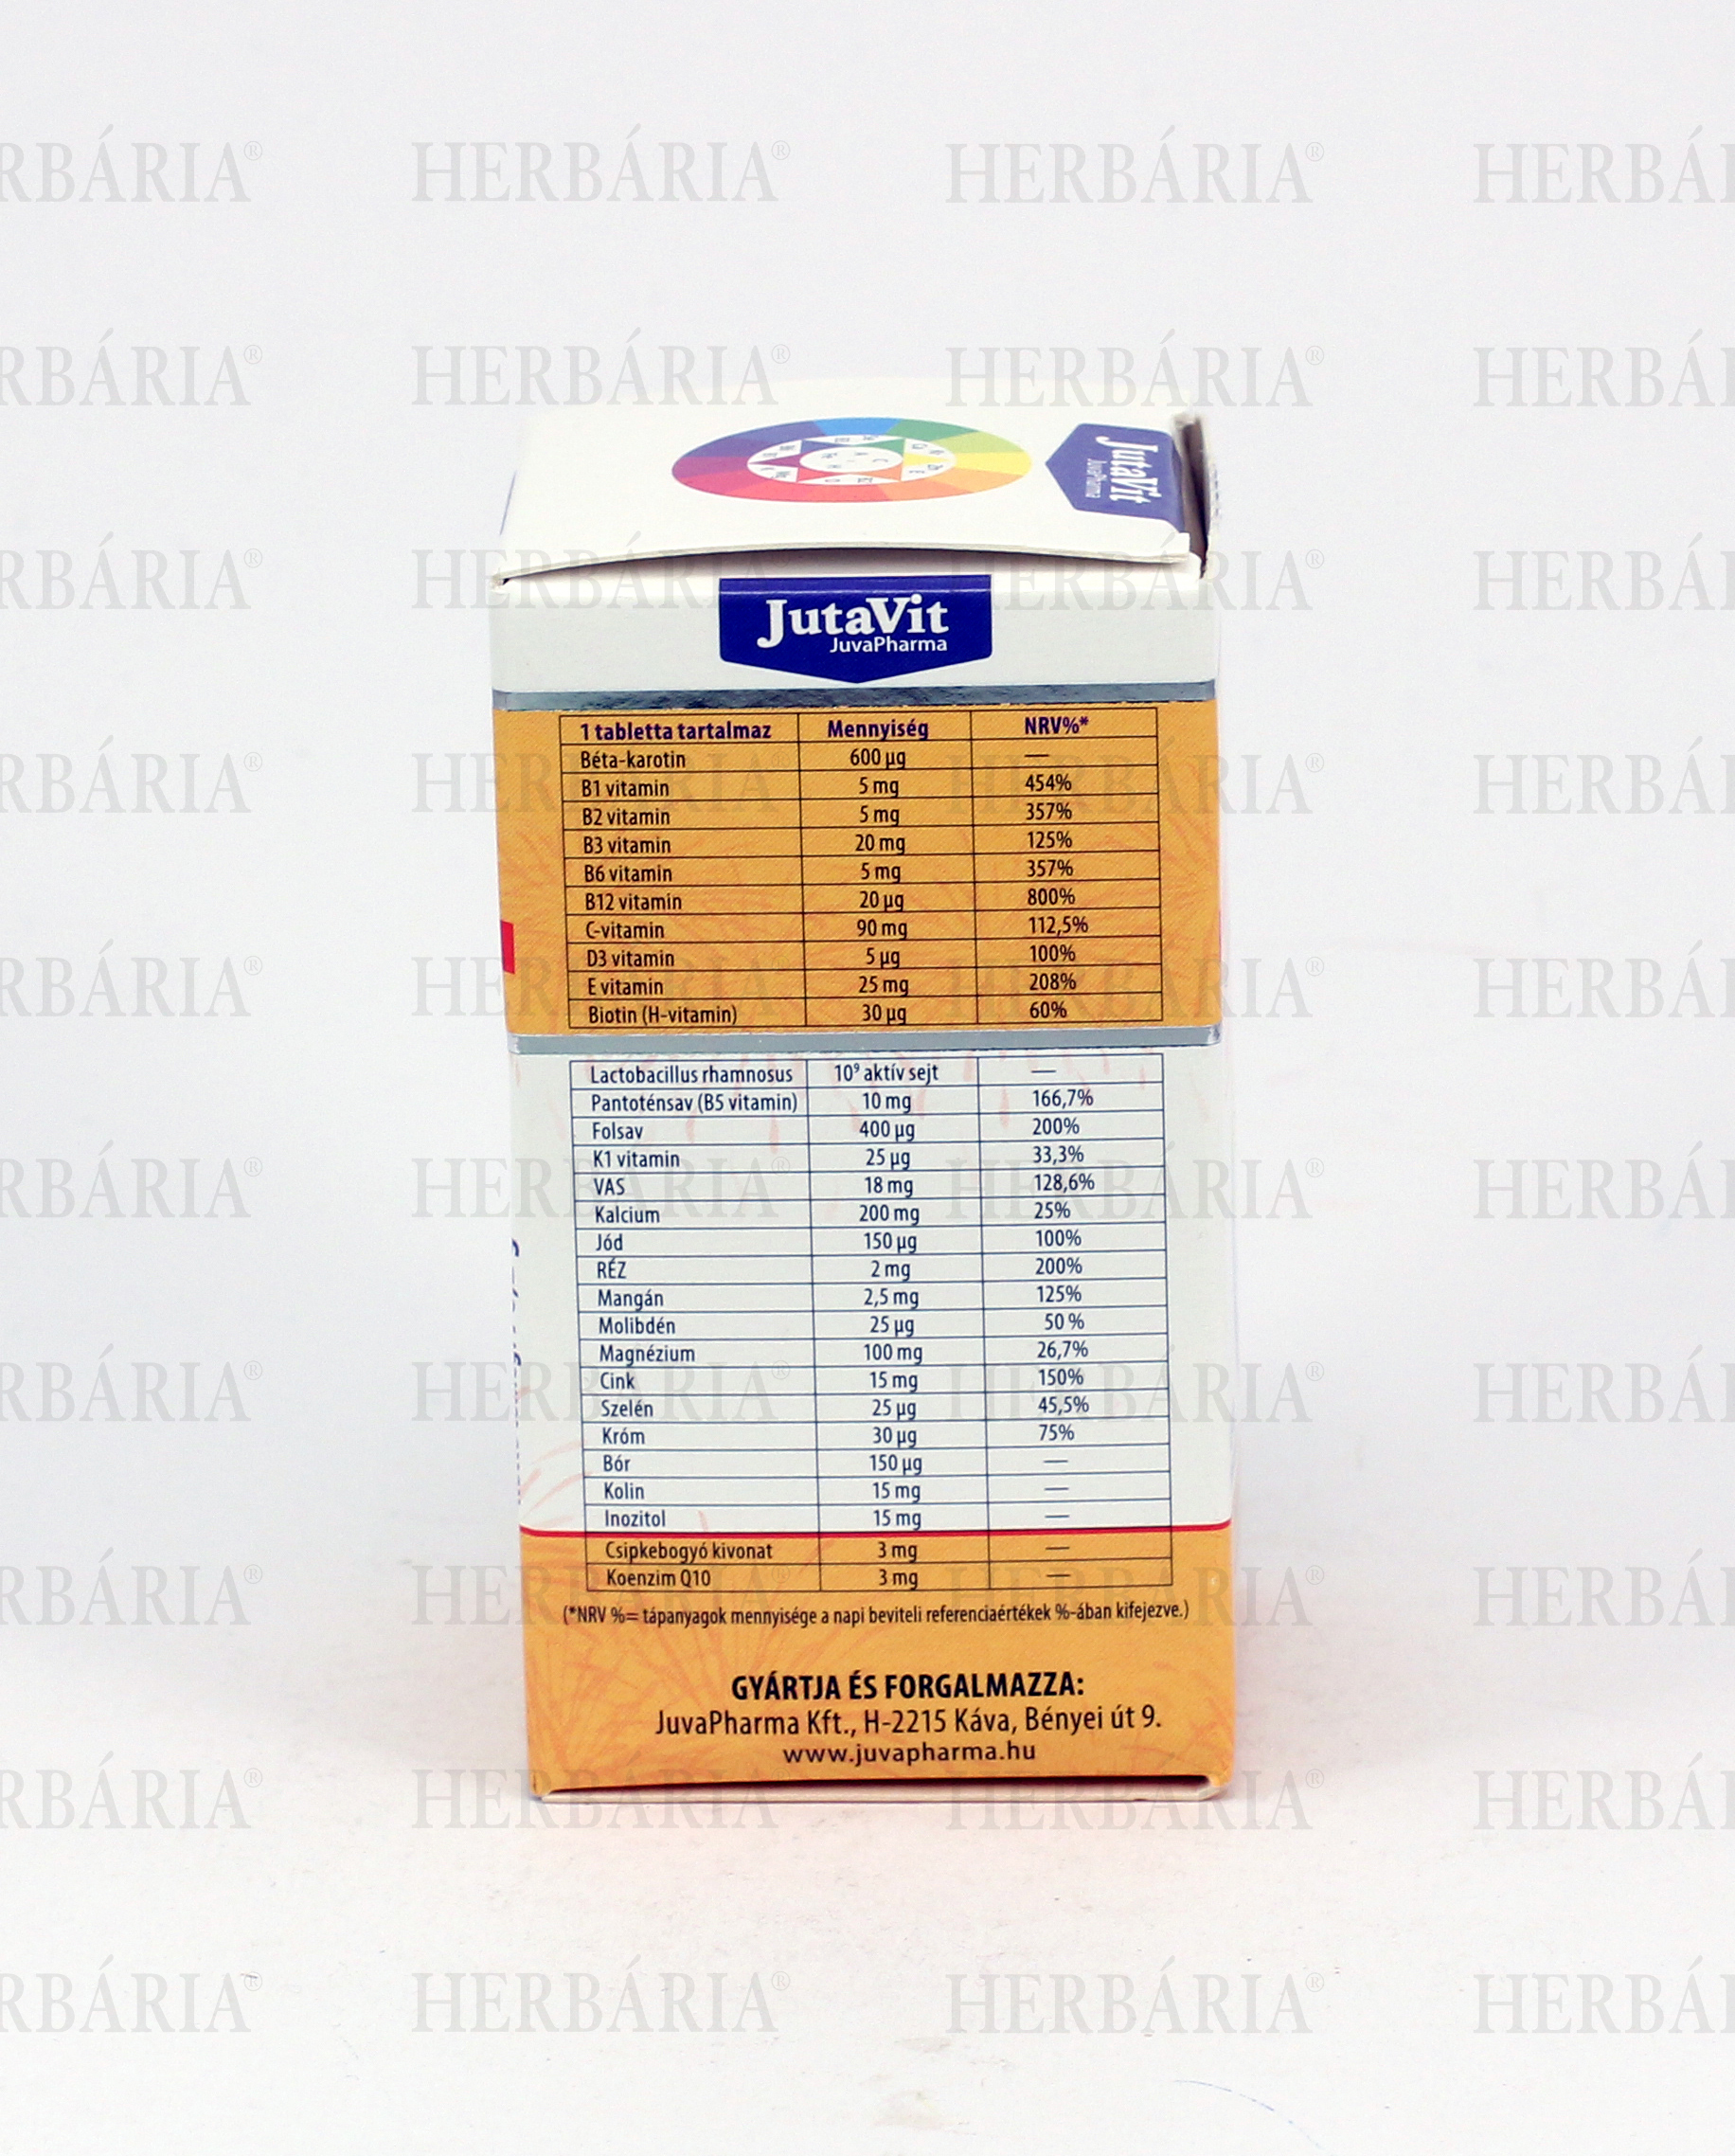 HERBÁRIA®
JutaVit
JuvaPharma
JutaVit
JuvaPharma
1 tabletta tartalmaz Mennyiség NRV%*
Béta-karotin 600 µg —
B1 vitamin 5 mg 454%
B2 vitamin 5 mg 357%
B3 vitamin 20 mg 125%
B6 vitamin 5 mg 357%
B12 vitamin 20 µg 800%
C-vitamin 90 mg 112,5%
D3 vitamin 5 µg 100%
E vitamin 25 mg 208%
Biotin (H-vitamin) 30 µg 60%
Lactobacillus rhamnosus 10⁹ aktív sejt —
Pantoténsav (B5 vitamin) 10 mg 166,7%
Folsav 400 µg 200%
K1 vitamin 25 µg 33,3%
VAS 18 mg 128,6%
Kalcium 200 mg 25%
Jód 150 µg 100%
RÉZ 2 mg 200%
Mangán 2,5 mg 125%
Molibdén 25 µg 50 %
Magnézium 100 mg 26,7%
Cink 15 mg 150%
Szelén 25 µg 45,5%
Króm 30 µg 75%
Bór 150 µg —
Kolin 15 mg —
Inozitol 15 mg —
Csipkebogyó kivonat 3 mg —
Koenzim Q10 3 mg —
(*NRV %= tápanyagok mennyisége a napi beviteli referenciaértékek %-ában kifejezve.)
GYÁRTJA ÉS FORGALMAZZA:
JuvaPharma Kft., H-2215 Káva, Bényei út 9.
www.juvapharma.hu